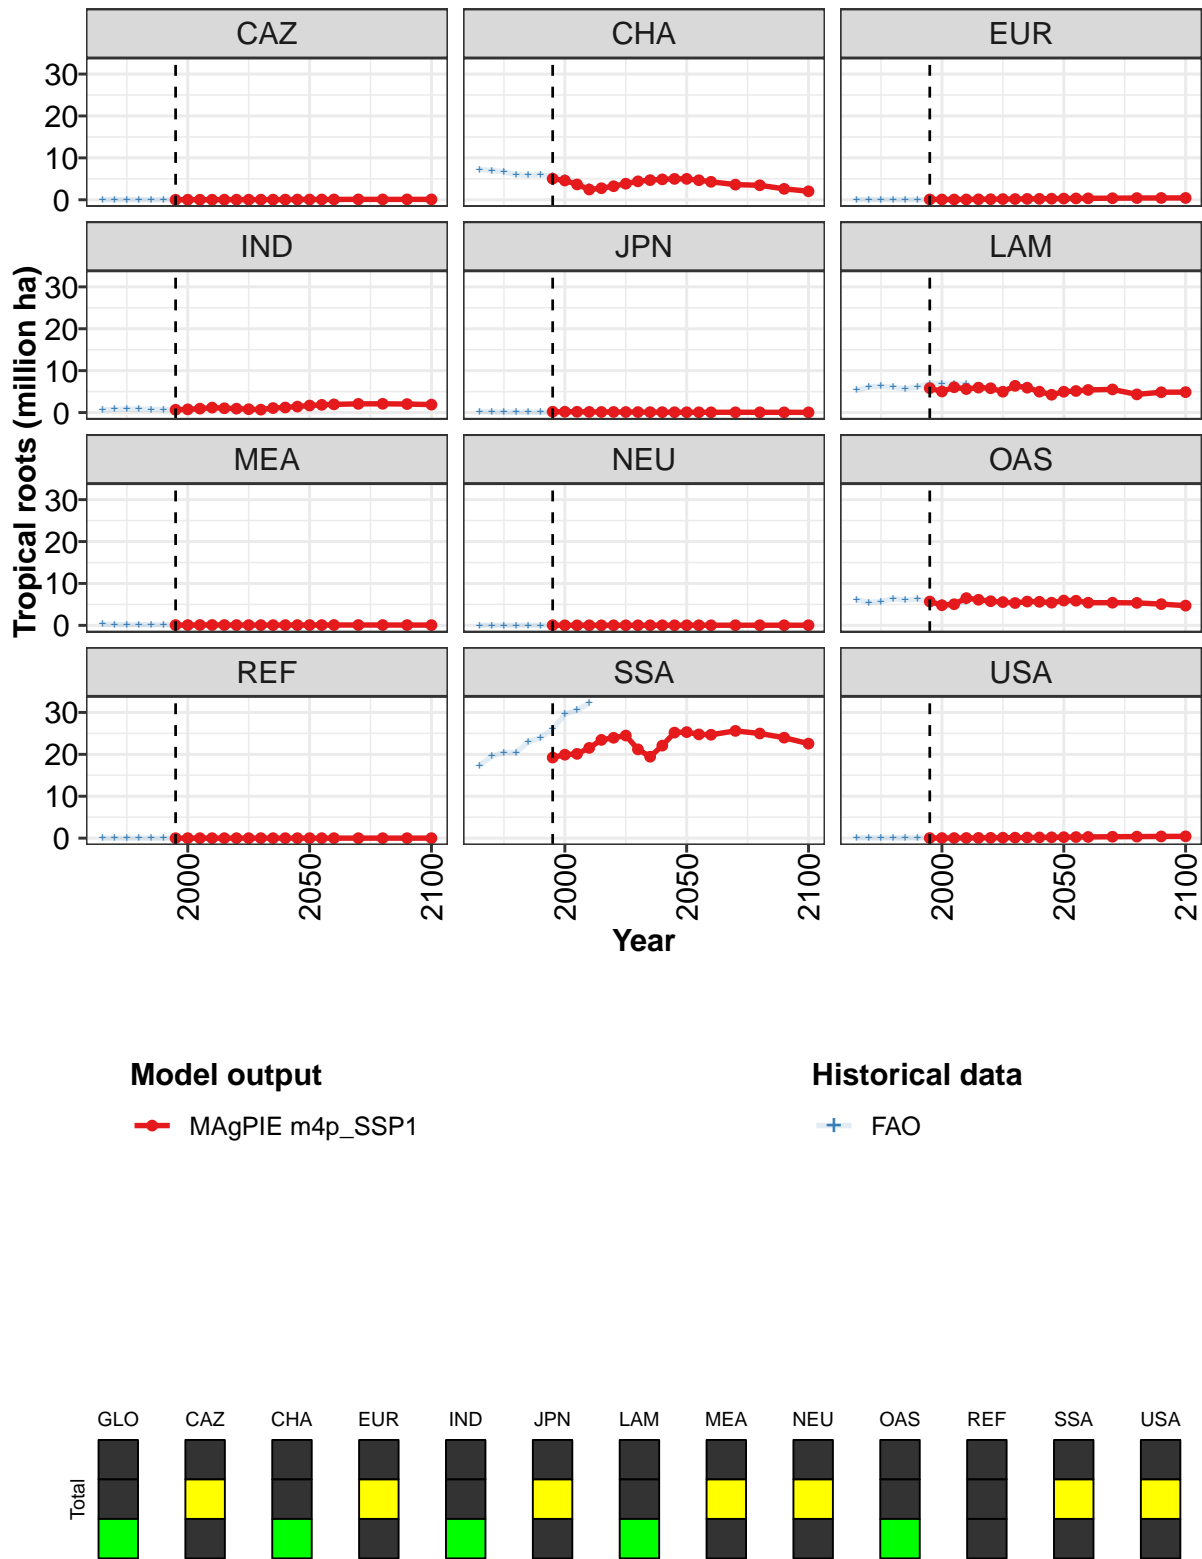 CAZ CHA EUR
30
20
10
0
IND JPN LAM
30
20
10
0
MEA NEU OAS
30
20
10
0
REF SSA USA
30
20
10
0
Tropical roots (million ha)
2000 2050 2100 2000 2050 2100 2000 2050 2100
Year
Model output Historical data
MAgPIE m4p_SSP1 FAO
GLO CAZ CHA EUR IND JPN LAM MEA NEU OAS REF SSA USA
Total